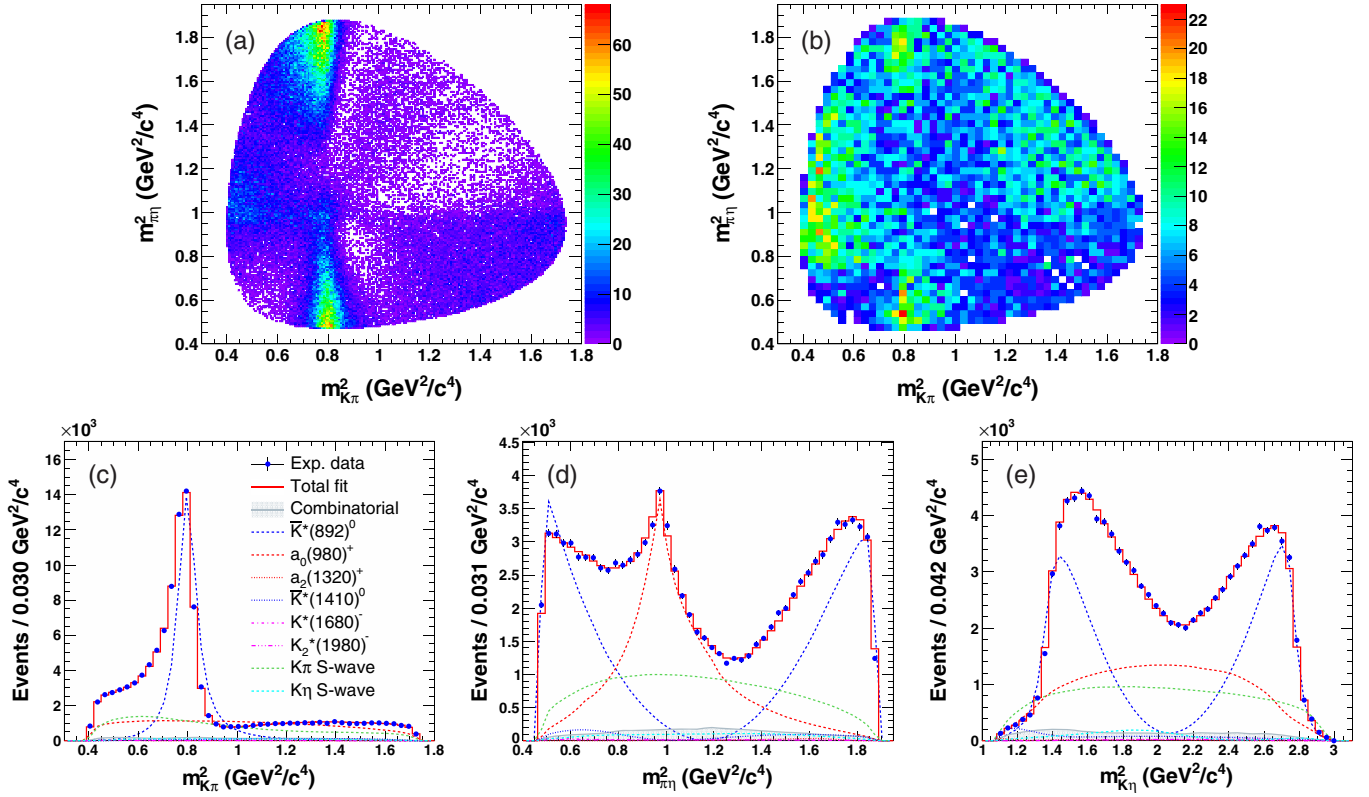 (a)
m²πη (GeV²/c⁴)
1.8
1.6
1.4
1.2
1
0.8
0.6
0.4
0.4 0.6 0.8 1 1.2 1.4 1.6 1.8
m²Kπ (GeV²/c⁴)
60
50
40
30
20
10
0
(b)
m²πη (GeV²/c⁴)
1.8
1.6
1.4
1.2
1
0.8
0.6
0.4
0.4 0.6 0.8 1 1.2 1.4 1.6 1.8
m²Kπ (GeV²/c⁴)
22
20
18
16
14
12
10
8
6
4
2
0
×10³
(c)
Events / 0.030 GeV²/c⁴
16
14
12
10
8
6
4
2
0
0.4 0.6 0.8 1 1.2 1.4 1.6 1.8
m²Kπ (GeV²/c⁴)
Exp. data
Total fit
Combinatorial
K̄*(892)⁰
a₀(980)⁺
a₂(1320)⁺
K̄*(1410)⁰
K*(1680)⁻
K₂*(1980)⁻
Kπ S-wave
Kη S-wave
×10³
(d)
Events / 0.031 GeV²/c⁴
4.5
4
3.5
3
2.5
2
1.5
1
0.5
0
0.6 0.8 1 1.2 1.4 1.6 1.8
m²πη (GeV²/c⁴)
×10³
(e)
Events / 0.042 GeV²/c⁴
5
4
3
2
1
0
1 1.2 1.4 1.6 1.8 2 2.2 2.4 2.6 2.8 3
m²Kη (GeV²/c⁴)